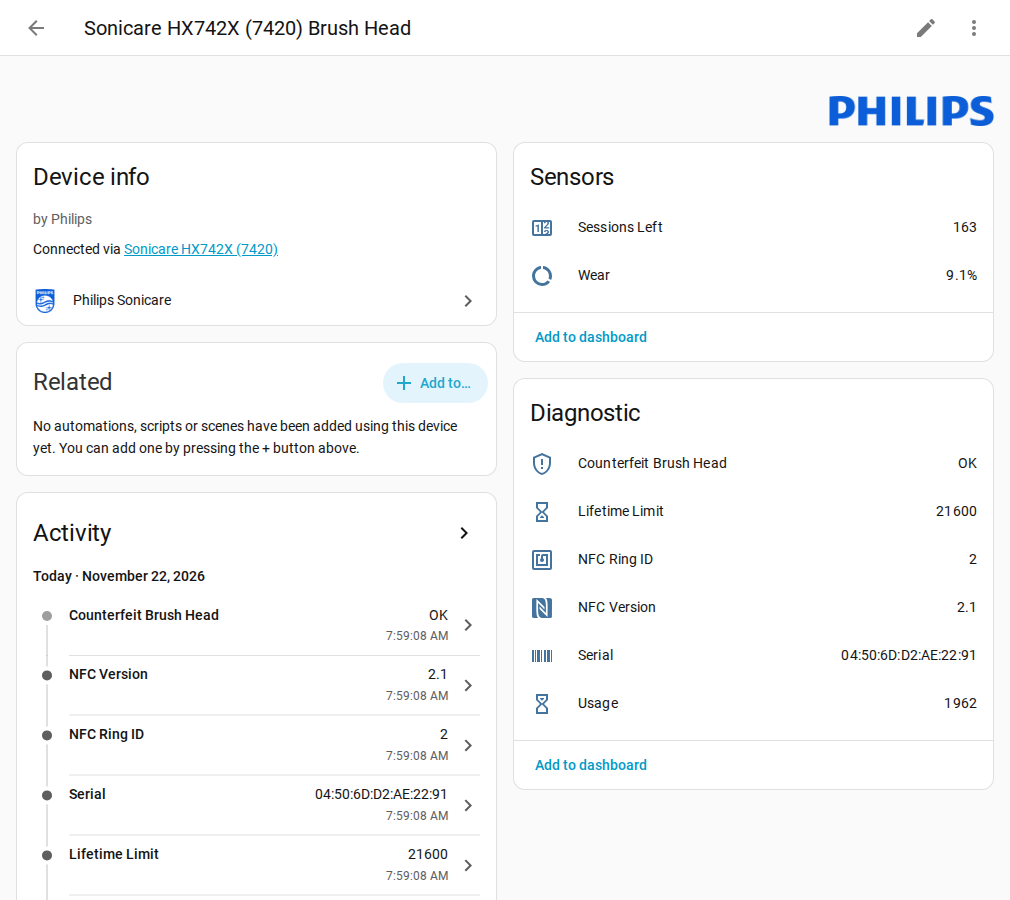 Sonicare HX742X (7420) Brush Head
PHILIPS
Device info
by Philips
Connected via Sonicare HX742X (7420)
PHILIPS
Philips Sonicare
Related
Add to…
No automations, scripts or scenes have been added using this device
yet. You can add one by pressing the + button above.
Activity
Today · November 22, 2026
Counterfeit Brush Head OK
7:59:08 AM
NFC Version 2.1
7:59:08 AM
NFC Ring ID 2
7:59:08 AM
Serial 04:50:6D:D2:AE:22:91
7:59:08 AM
Lifetime Limit 21600
7:59:08 AM
Sensors
Sessions Left 163
Wear 9.1%
Add to dashboard
Diagnostic
Counterfeit Brush Head OK
Lifetime Limit 21600
NFC Ring ID 2
NFC Version 2.1
Serial 04:50:6D:D2:AE:22:91
Usage 1962
Add to dashboard